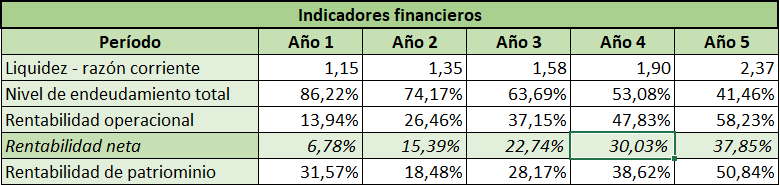 Indicadores financieros
Período Año 1 Año 2 Año 3 Año 4 Año 5
Liquidez - razón corriente 1,15 1,35 1,58 1,90 2,37
Nivel de endeudamiento total 86,22% 74,17% 63,69% 53,08% 41,46%
Rentabilidad operacional 13,94% 26,46% 37,15% 47,83% 58,23%
Rentabilidad neta 6,78% 15,39% 22,74% 30,03% 37,85%
Rentabilidad de patriominio 31,57% 18,48% 28,17% 38,62% 50,84%